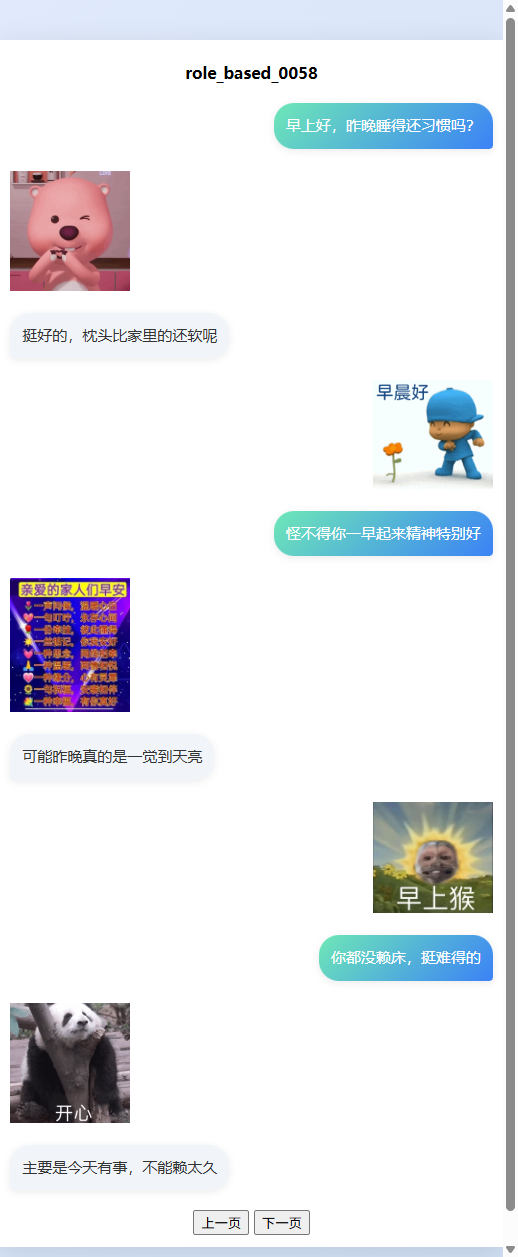 role_based_0058
早上好，昨晚睡得还习惯吗？
LOVE
挺好的，枕头比家里的还软呢
早晨好
怪不得你一早起来精神特别好
亲爱的家人们早安
可能昨晚真的是一觉到天亮
早上猴
你都没赖床，挺难得的
开心
主要是今天有事，不能赖太久
上一页 下一页